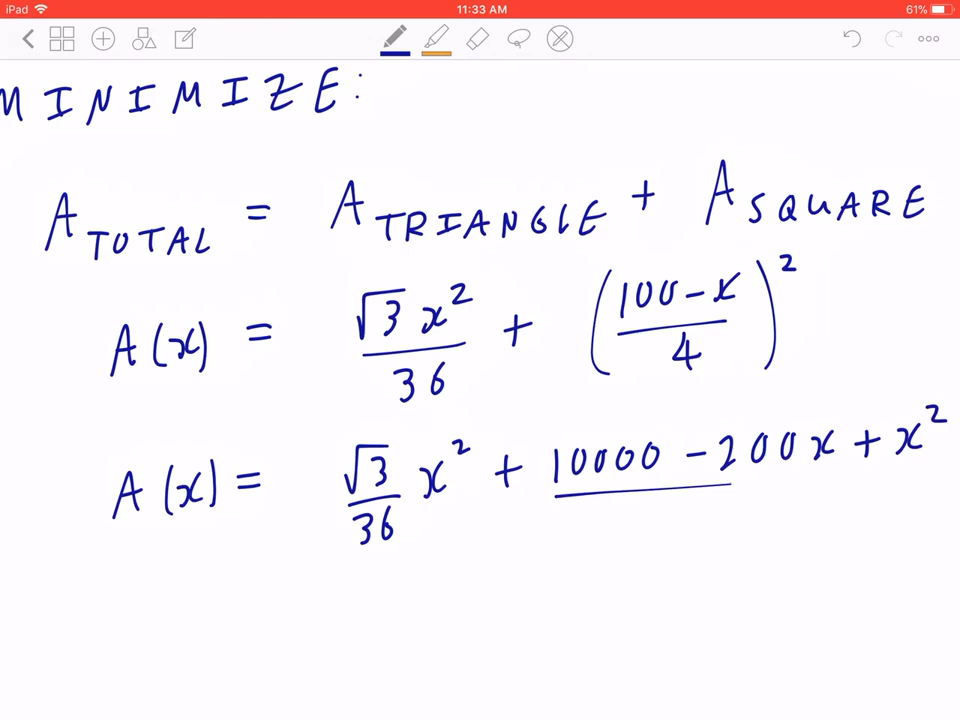 iPad 11:33 AM 61%
MINIMIZE:
A TOTAL = A TRIANGLE + A SQUARE
A(x) = √3 x² / 36 + ((100 - x) / 4)²
A(x) = √3 / 36 x² + 10000 - 200x + x²